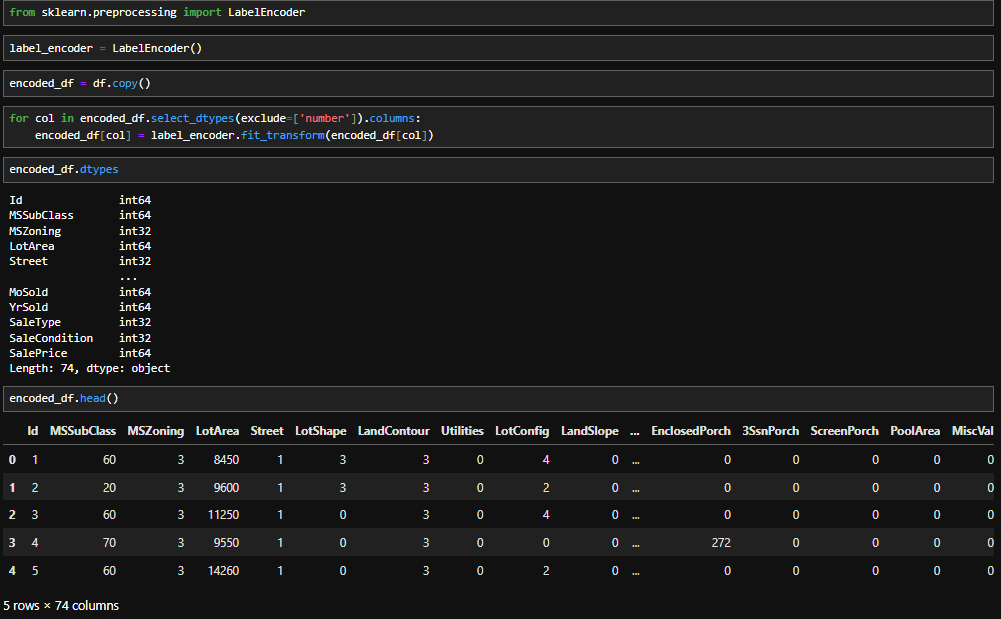 from sklearn.preprocessing import LabelEncoder
label_encoder = LabelEncoder()
encoded_df = df.copy()
for col in encoded_df.select_dtypes(exclude=['number']).columns:
    encoded_df[col] = label_encoder.fit_transform(encoded_df[col])
encoded_df.dtypes
Id int64
MSSubClass int64
MSZoning int32
LotArea int64
Street int32
...
MoSold int64
YrSold int64
SaleType int32
SaleCondition int32
SalePrice int64
Length: 74, dtype: object
encoded_df.head()
Id MSSubClass MSZoning LotArea Street LotShape LandContour Utilities LotConfig LandSlope ... EnclosedPorch 3SsnPorch ScreenPorch PoolArea MiscVal
0 1 60 3 8450 1 3 3 0 4 0 ... 0 0 0 0 0
1 2 20 3 9600 1 3 3 0 2 0 ... 0 0 0 0 0
2 3 60 3 11250 1 0 3 0 4 0 ... 0 0 0 0 0
3 4 70 3 9550 1 0 3 0 0 0 ... 272 0 0 0 0
4 5 60 3 14260 1 0 3 0 2 0 ... 0 0 0 0 0
5 rows × 74 columns